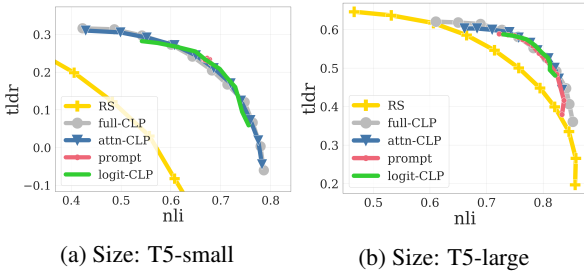 0.3
0.2
0.1
0.0
−0.1
tldr
RS
full-CLP
attn-CLP
prompt
logit-CLP
0.4 0.5 0.6 0.7 0.8
nli
(a) Size: T5-small
0.6
0.5
0.4
0.3
0.2
tldr
RS
full-CLP
attn-CLP
prompt
logit-CLP
0.5 0.6 0.7 0.8
nli
(b) Size: T5-large